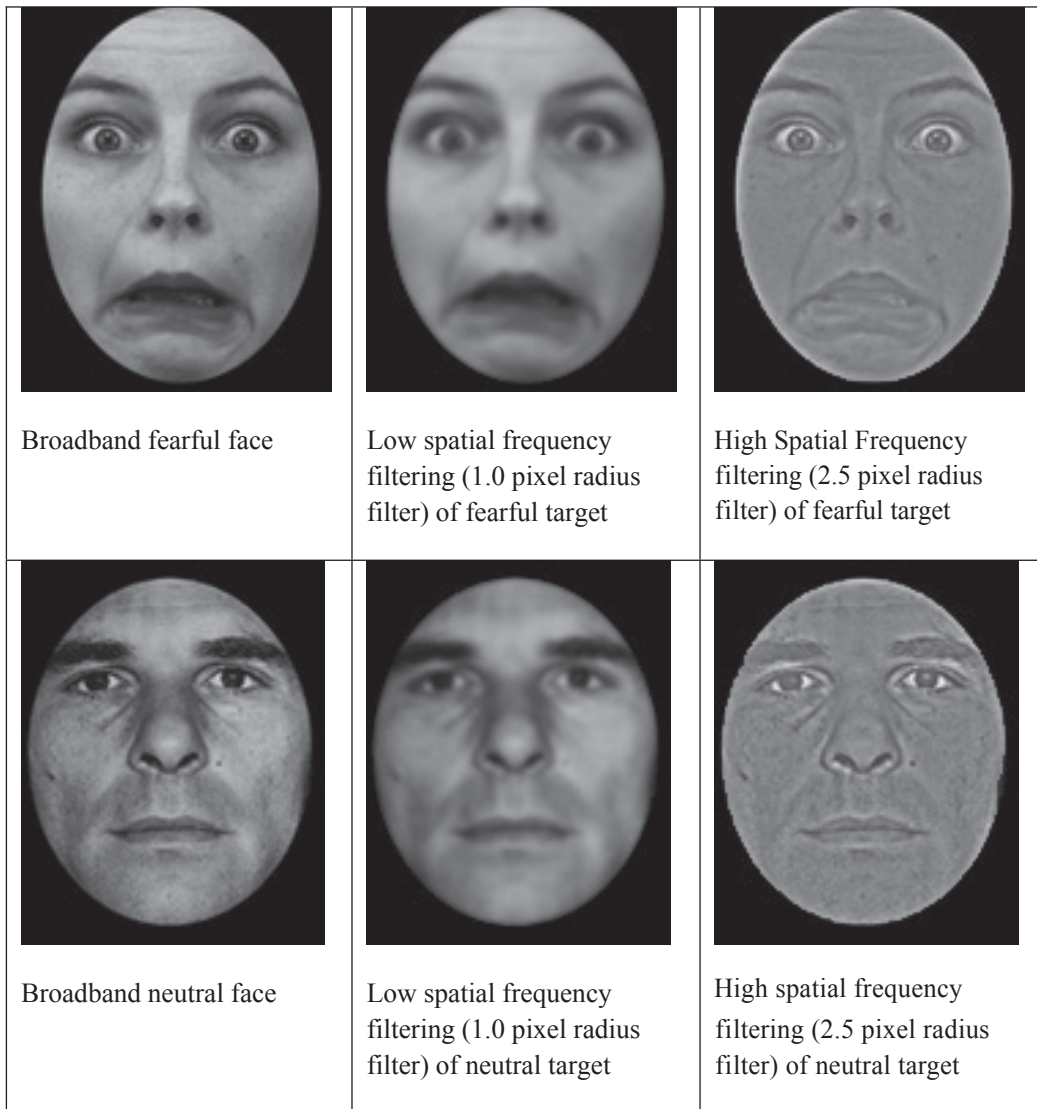 Broadband fearful face
Low spatial frequency
filtering (1.0 pixel radius
filter) of fearful target
High Spatial Frequency
filtering (2.5 pixel radius
filter) of fearful target
Broadband neutral face
Low spatial frequency
filtering (1.0 pixel radius
filter) of neutral target
High spatial frequency
filtering (2.5 pixel radius
filter) of neutral target